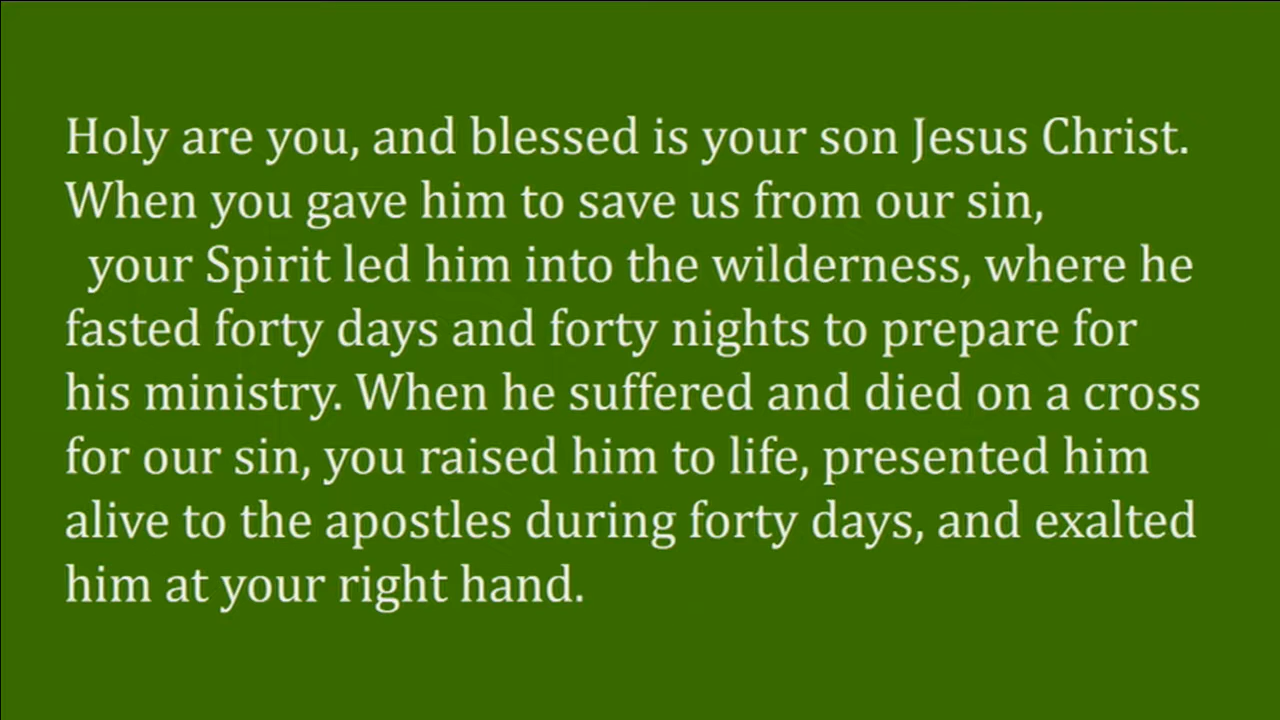 Holy are you, and blessed is your son Jesus Christ.
When you gave him to save us from our sin,
your Spirit led him into the wilderness, where he
fasted forty days and forty nights to prepare for
his ministry. When he suffered and died on a cross
for our sin, you raised him to life, presented him
alive to the apostles during forty days, and exalted
him at your right hand.